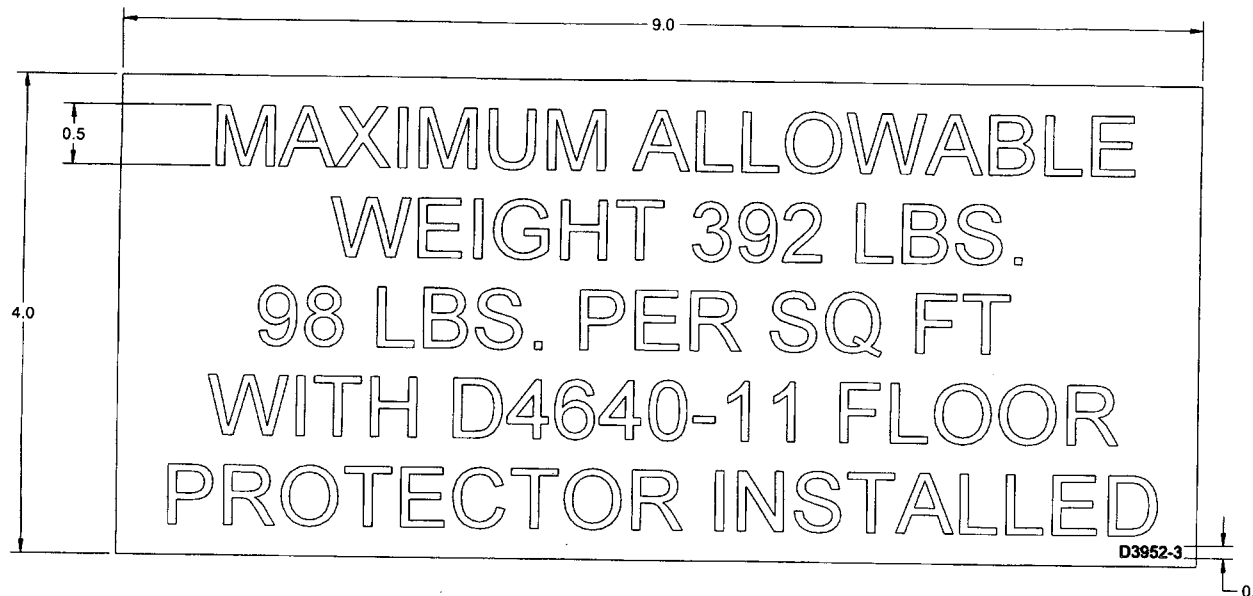 9.0
0.5
4.0
MAXIMUM ALLOWABLE
WEIGHT 392 LBS.
98 LBS. PER SQ FT
WITH D4640-11 FLOOR
PROTECTOR INSTALLED
D3952-3